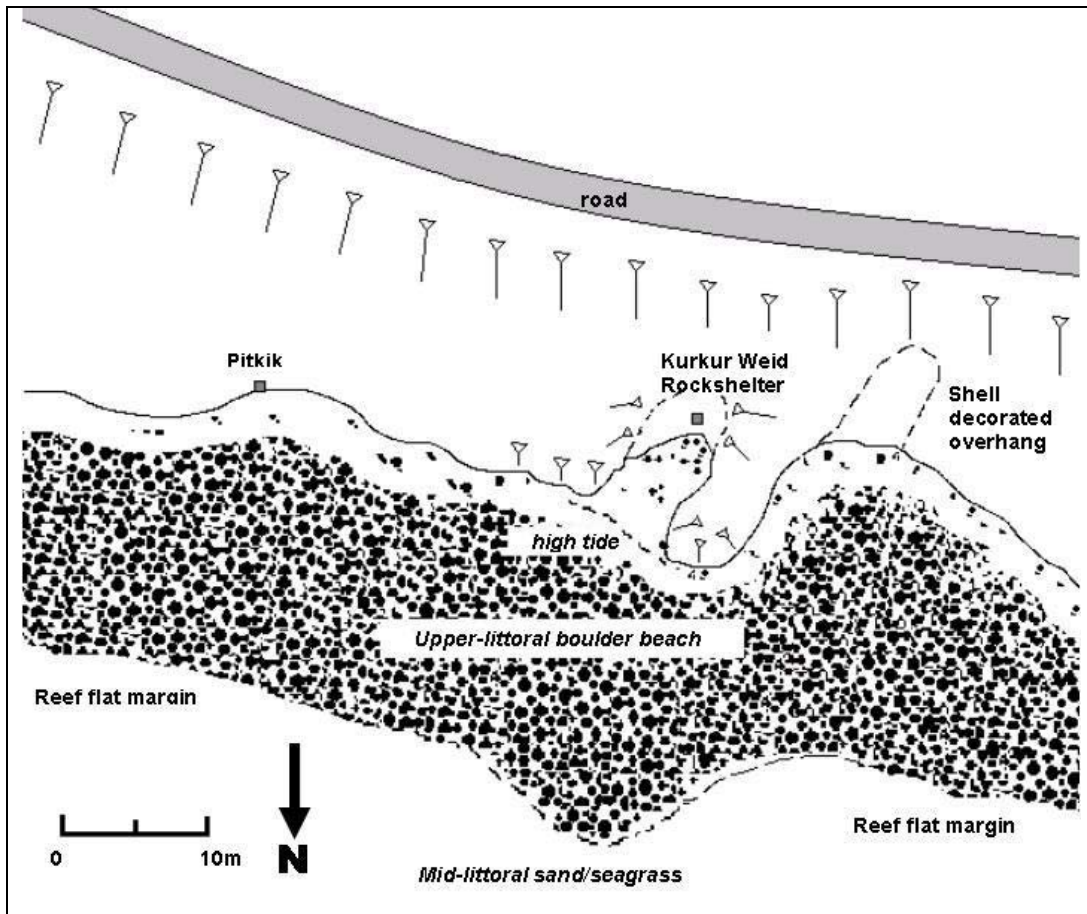 road
Pitkik
Kurkur Weid
Rockshelter
Shell
decorated
overhang
high tide
Upper-littoral boulder beach
Reef flat margin
Reef flat margin
0
10m
N
Mid-littoral sand/seagrass